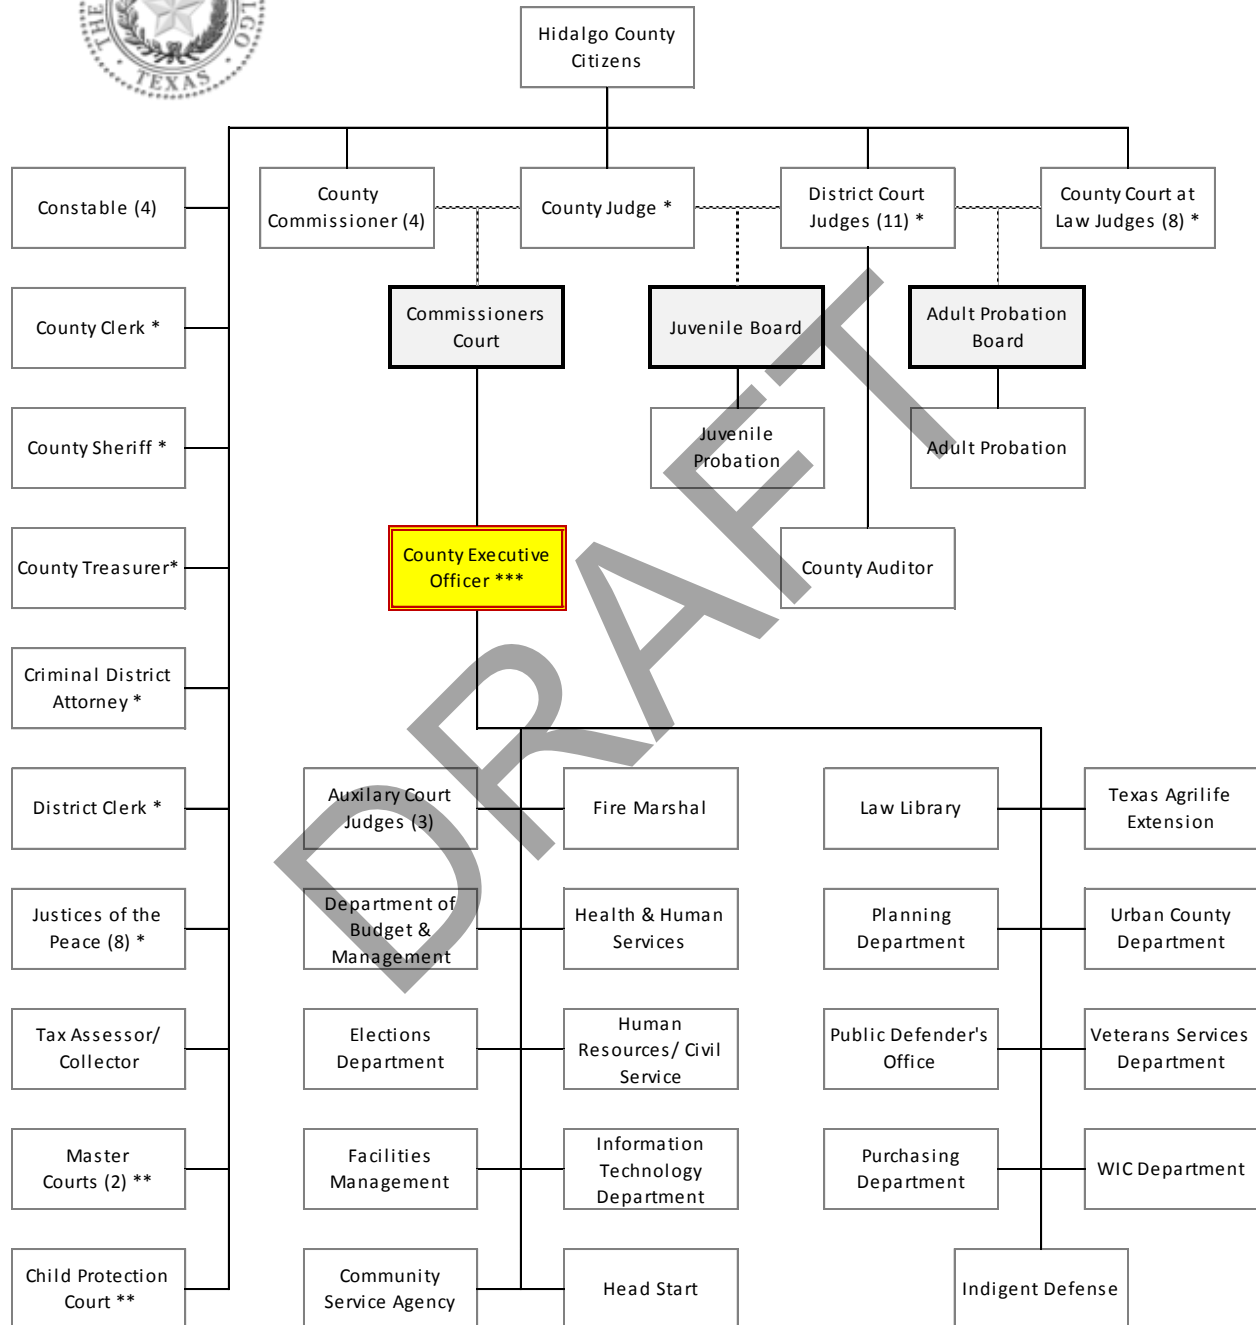 THE
LGO
TEXAS
Hidalgo County
Citizens
Constable (4)
County
Commissioner (4)
County Judge *
District Court
Judges (11) *
County Court at
Law Judges (8) *
County Clerk *
Commissioners
Court
Juvenile Board
Adult Probation
Board
County Sheriff *
Juvenile
Probation
Adult Probation
County Treasurer*
County Executive
Officer ***
County Auditor
Criminal District
Attorney *
District Clerk *
Auxilary Court
Judges (3)
Fire Marshal
Law Library
Texas Agrilife
Extension
Justices of the
Peace (8) *
Department of
Budget &
Management
Health & Human
Services
Planning
Department
Urban County
Department
Tax Assessor/
Collector
Elections
Department
Human
Resources/ Civil
Service
Public Defender's
Office
Veterans Services
Department
Master
Courts (2) **
Facilities
Management
Information
Technology
Department
Purchasing
Department
WIC Department
Child Protection
Court **
Community
Service Agency
Head Start
Indigent Defense
DRAFT